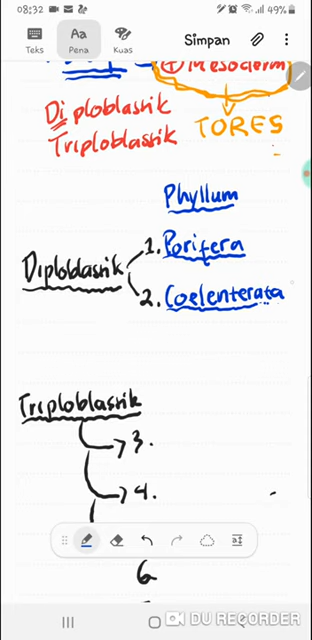 08:32
49%
Teks
Pena
Kuas
Simpan
+ Mesoderm
Diploblastik
Triploblastik
TORES
Phyllum
Diploblastik
1. Porifera
2. Coelenterata
Triploblastik
3.
4.
6
DU RECORDER